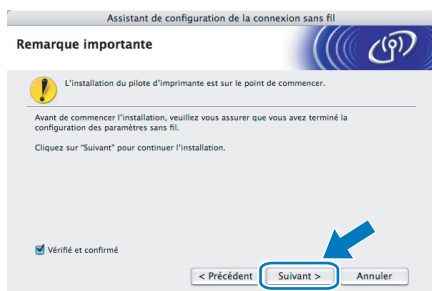 Assistant de configuration de la connexion sans fil
Remarque importante
L'installation du pilote d'imprimante est sur le point de commencer.
Avant de commencer l'installation, veuillez vous assurer que vous avez terminé la
configuration des paramètres sans fil.
Cliquez sur "Suivant" pour continuer l'installation.
Vérifié et confirmé
< Précédent
Suivant >
Annuler